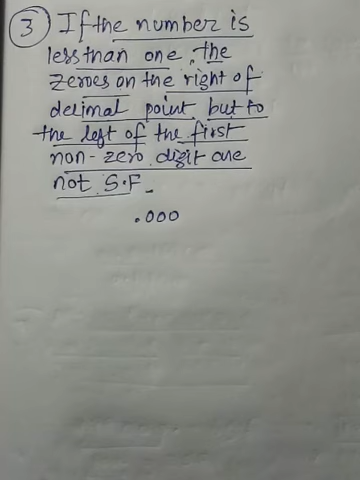 ③ If the number is
less than one, the
zeroes on the right of
decimal point but to
the left of the first
non-zero digit are
not S.F.
.000